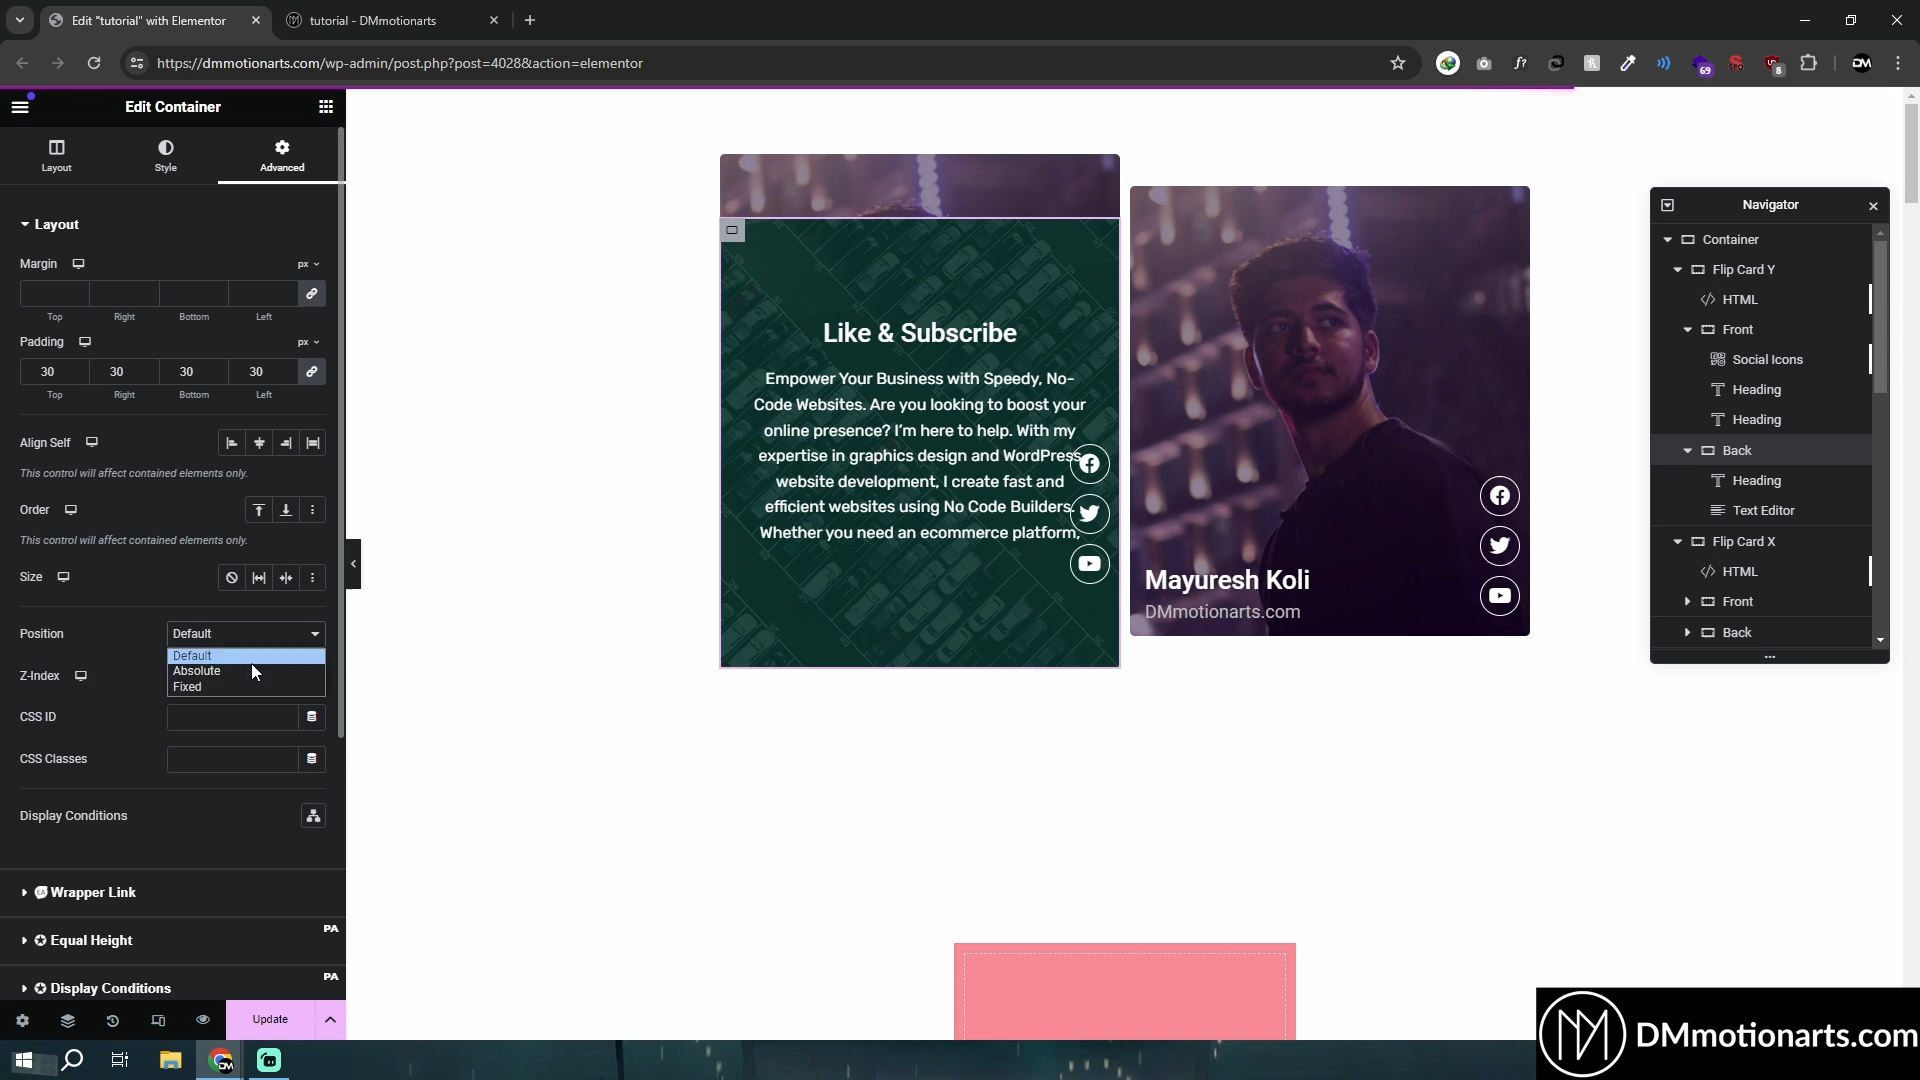 Edit "tutorial" with Elementor
tutorial - DMmotionarts
https://dmmotionarts.com/wp-admin/post.php?post=4028&action=elementor
f?
69
8
DM
Edit Container
Layout
Style
Advanced
Layout
Margin
px
Top Right Bottom Left
Padding
px
30 30 30 30
Top Right Bottom Left
Align Self
This control will affect contained elements only.
Order
This control will affect contained elements only.
Size
Position
Default
Default
Absolute
Fixed
Z-Index
CSS ID
CSS Classes
Display Conditions
Wrapper Link
PA
Equal Height
PA
Display Conditions
Update
Like & Subscribe
Empower Your Business with Speedy, No-
Code Websites. Are you looking to boost your
online presence? I'm here to help. With my
expertise in graphics design and WordPress
website development, I create fast and
efficient websites using No Code Builders.
Whether you need an ecommerce platform,
Mayuresh Koli
DMmotionarts.com
Navigator
Container
Flip Card Y
HTML
Front
Social Icons
Heading
Heading
Back
Heading
Text Editor
Flip Card X
HTML
Front
Back
DMmotionarts.com